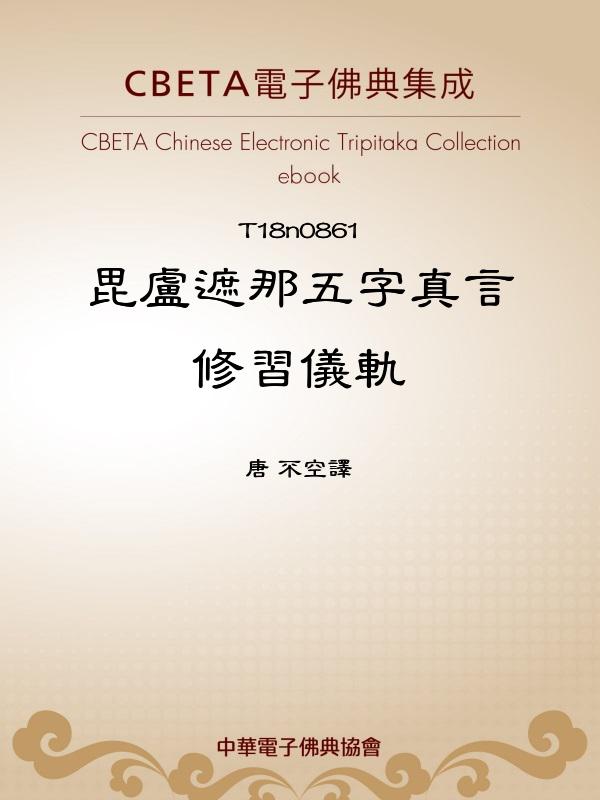 CBETA電子佛典集成
CBETA Chinese Electronic Tripitaka Collection
ebook
T18n0861
毘盧遮那五字真言
修習儀軌
唐 不空譯
中華電子佛典協會